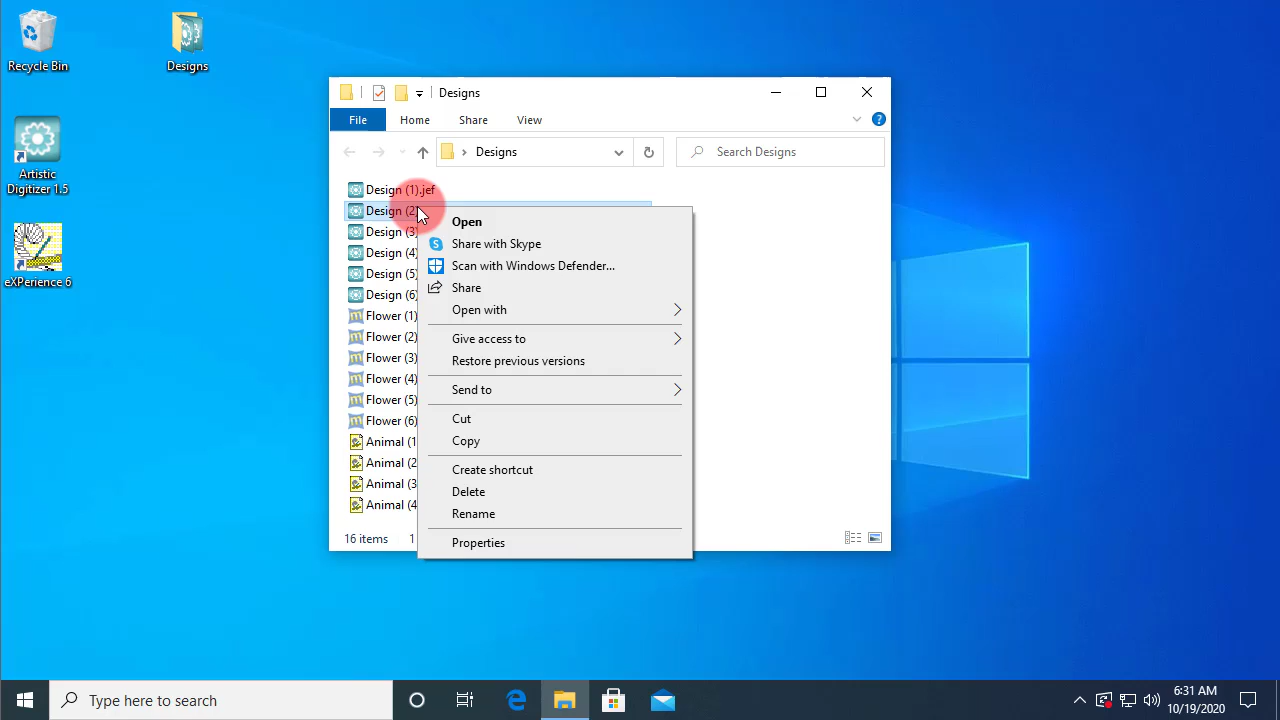 Recycle Bin
Designs
Artistic
Digitizer 1.5
eXPerience 6
Designs
File
Home
Share
View
Designs
Search Designs
Design (1).jef
Design (2)
Design (3)
Design (4)
Design (5)
Design (6)
Flower (1)
Flower (2)
Flower (3)
Flower (4)
Flower (5)
Flower (6)
Animal (1
Animal (2
Animal (3
Animal (4
16 items
1
Open
Share with Skype
Scan with Windows Defender...
Share
Open with
Give access to
Restore previous versions
Send to
Cut
Copy
Create shortcut
Delete
Rename
Properties
Type here to search
6:31 AM
10/19/2020